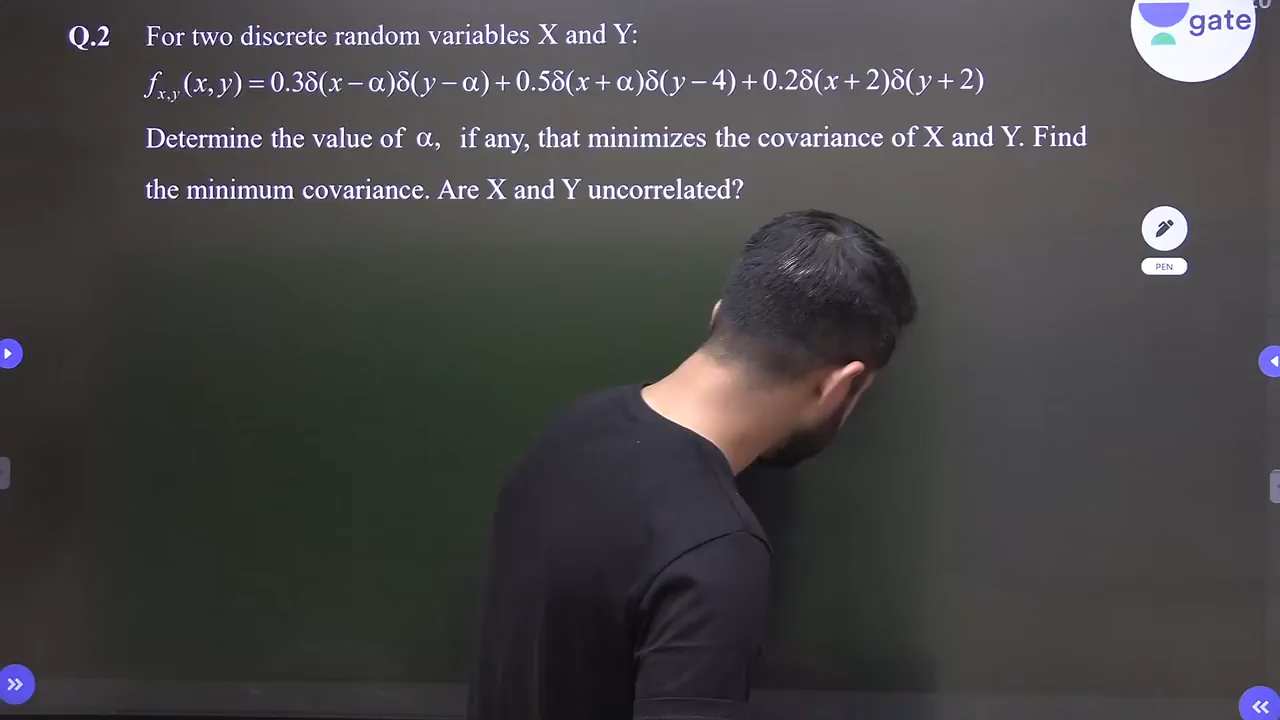 Q.2 For two discrete random variables X and Y:
f_{x,y}(x, y) = 0.3δ(x − α)δ(y − α) + 0.5δ(x + α)δ(y − 4) + 0.2δ(x + 2)δ(y + 2)
Determine the value of α, if any, that minimizes the covariance of X and Y. Find
the minimum covariance. Are X and Y uncorrelated?
gate
PEN